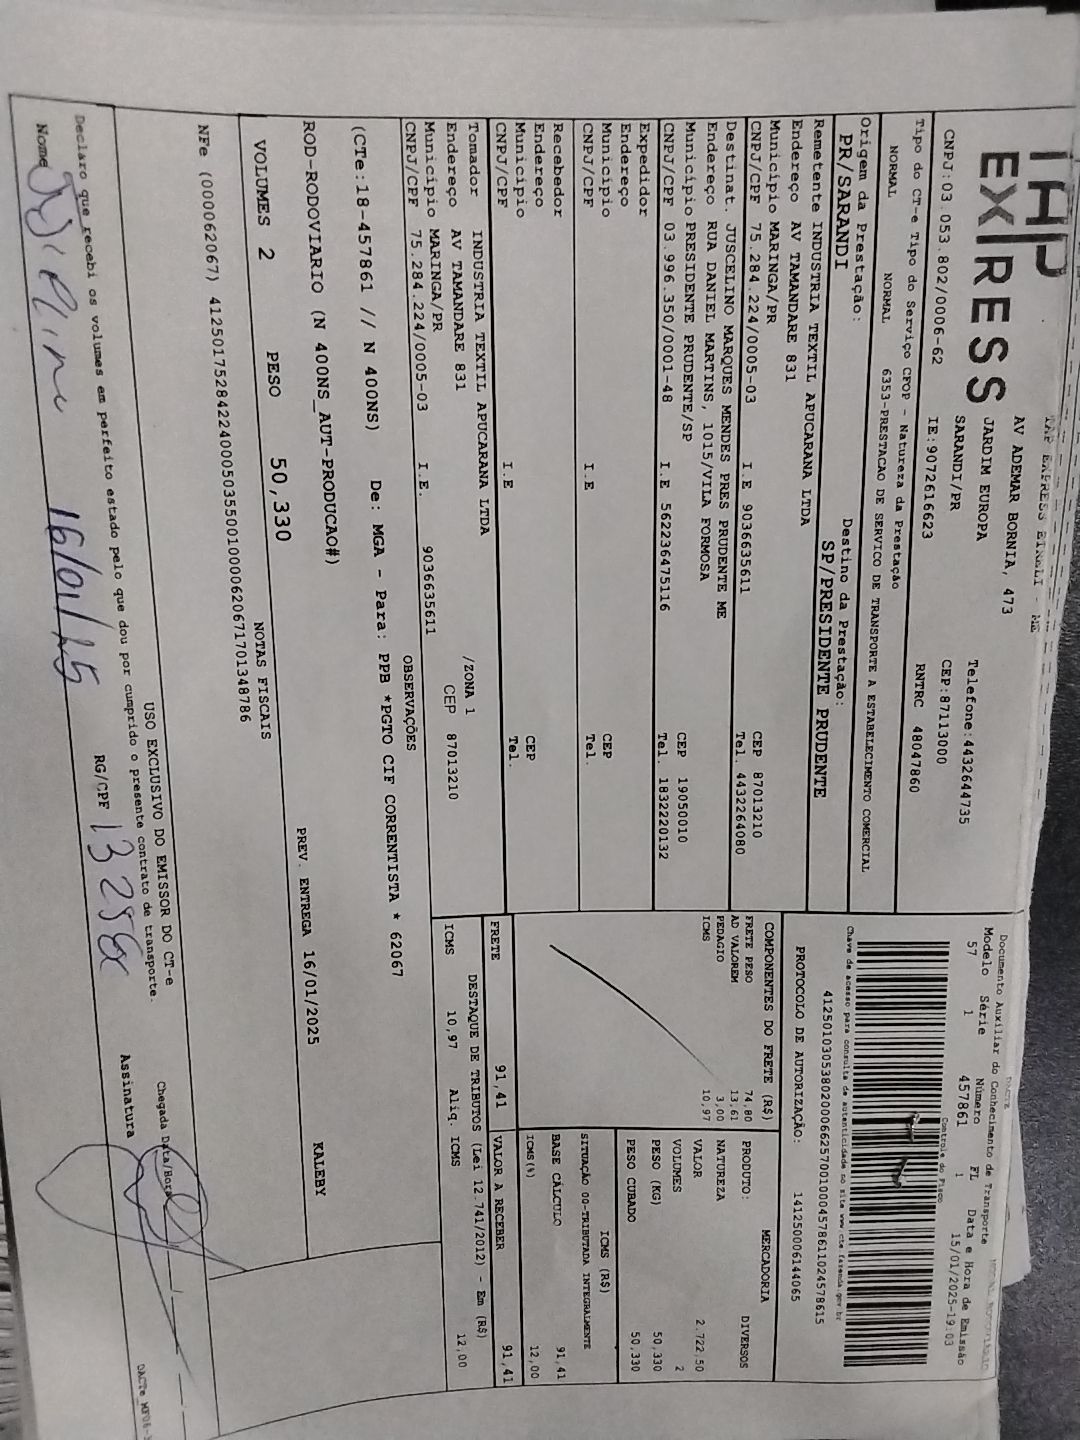 TAP EXPRESS EIRELI - ME
EXPRESS
AV ADEMAR BORNIA, 473
JARDIM EUROPA
SARANDI/PR
Telefone:4432644735
CEP:87113000
CNPJ:03.053.802/0006-62
IE:9072616623
RNTRC 48047860
Tipo do CT-e Tipo do Serviço CFOP - Natureza da Prestação
NORMAL NORMAL 6353-PRESTACAO DE SERVICO DE TRANSPORTE A ESTABELECIMENTO COMERCIAL
Origem da Prestação: Destino da Prestação:
PR/SARANDI SP/PRESIDENTE PRUDENTE
Documento Auxiliar do Conhecimento de Transporte
Modelo Série Número FL Data e Hora de Emissão
57 1 457861 1 15/01/2025-19.03
Controle do Fisco
Chave de acesso para consulta de autenticidade no site www.cte.fazenda.gov.br
41250103053802000662570010004578611024578615
PROTOCOLO DE AUTORIZAÇÃO: 141250006144065
Remetente INDUSTRIA TEXTIL APUCARANA LTDA
Endereço AV TAMANDARE 831
Municipio MARINGA/PR CEP 87013210
CNPJ/CPF 75.284.224/0005-03 I.E 9036635611 Tel. 4432264080
Destinat. JUSCELINO MARQUES MENDES PRES PRUDENTE ME
Endereço RUA DANIEL MARTINS, 1015/VILA FORMOSA
Municipio PRESIDENTE PRUDENTE/SP CEP 19050010
CNPJ/CPF 03.996.350/0001-48 I.E 562236475116 Tel. 1832220132
Expedidor
Endereço
Municipio CEP
CNPJ/CPF I.E Tel.
Recebedor
Endereço
Municipio CEP
CNPJ/CPF I.E Tel.
Tomador INDUSTRIA TEXTIL APUCARANA LTDA
Endereço AV TAMANDARE 831 /ZONA 1
Municipio MARINGA/PR CEP 87013210
CNPJ/CPF 75.284.224/0005-03 I.E. 9036635611
COMPONENTES DO FRETE (R$)
FRETE PESO 74,80
AD VALOREM 13,61
PEDAGIO 3,00
ICMS 10,97
MERCADORIA
PRODUTO: DIVERSOS
NATUREZA
VALOR 2.722,50
VOLUMES 2
PESO (KG) 50,330
PESO CUBADO 50,330
ICMS (R$)
SITUAÇÃO 00-TRIBUTADA INTEGRALMENTE
BASE CÁLCULO 91,41
ICMS(%) 12,00
FRETE 91,41 VALOR A RECEBER 91,41
DESTAQUE DE TRIBUTOS (Lei 12.741/2012) - Em (R$)
ICMS 10,97 Aliq. ICMS 12,00
OBSERVAÇÕES
(CTe:18-457861 // N 400NS) De: MGA - Para: PPB *PGTO CIF CORRENTISTA * 62067
ROD-RODOVIARIO (N 400NS_AUT-PRODUCAO#)
PREV. ENTREGA 16/01/2025 KALEBY
VOLUMES 2 PESO 50,330
NOTAS FISCAIS
NFe (00062067) 41250175284224000503550010000620671701348786
USO EXCLUSIVO DO EMISSOR DO CT-e
Declaro que recebi os volumes em perfeito estado pelo que dou por cumprido o presente contrato de transporte.
Chegada Data/Hora
Nome 16/01/25 RG/CPF Assinatura